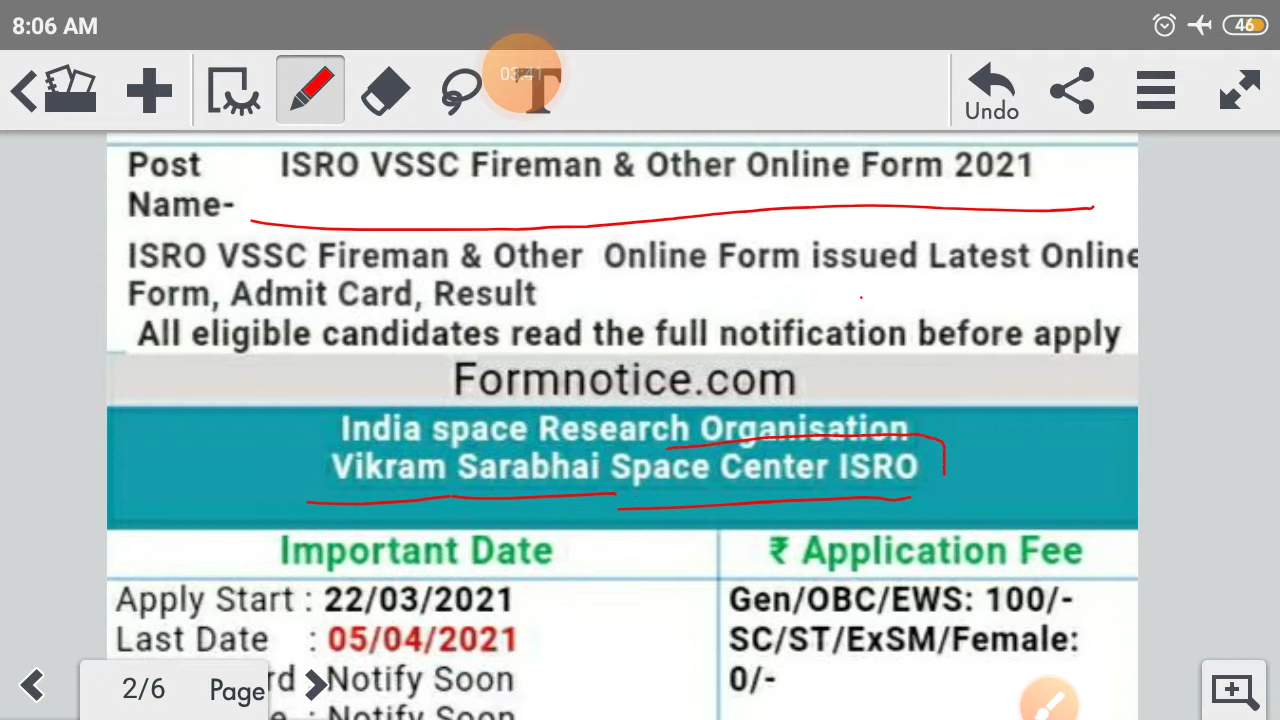 8:06 AM
46
03:41
T
Undo
Post ISRO VSSC Fireman & Other Online Form 2021
Name-
ISRO VSSC Fireman & Other Online Form issued Latest Online
Form, Admit Card, Result
All eligible candidates read the full notification before apply
Formnotice.com
India space Research Organisation
Vikram Sarabhai Space Center ISRO
Important Date
₹ Application Fee
Apply Start : 22/03/2021
Last Date : 05/04/2021
rd Notify Soon
: Notify Soon
Gen/OBC/EWS: 100/-
SC/ST/ExSM/Female:
0/-
2/6 Page